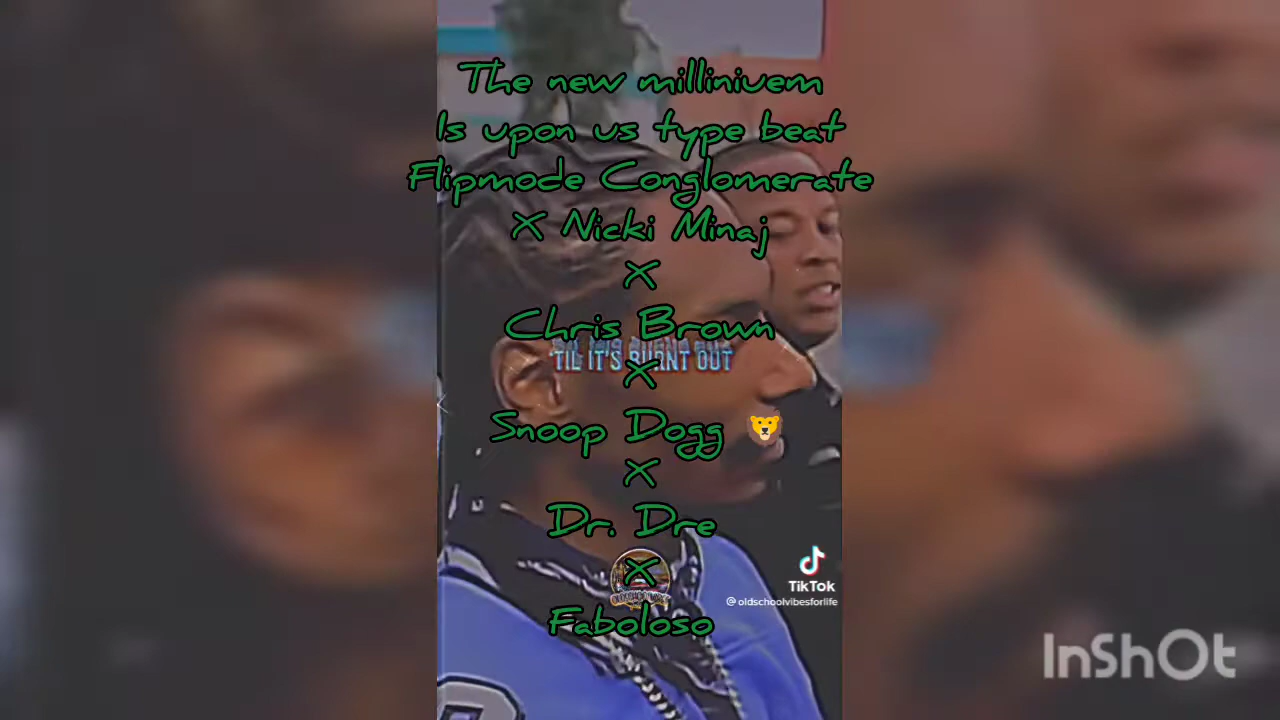 The new milliniuem
Is upon us type beat
Flipmode Conglomerate
X Nicki Minaj
X
Chris Brown
'TIL IT'S BURNT OUT
X
Snoop Dogg 🦁
X
Dr. Dre
X
Faboloso
TikTok
@oldschoolvibesforlife
InShOt